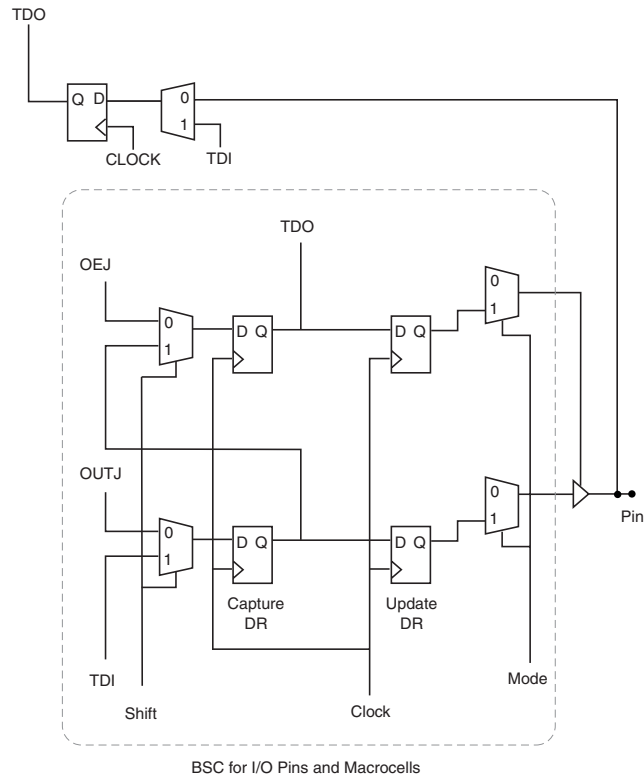 TDO
Q D
0
1
CLOCK
TDI
TDO
OEJ
0
1
D Q
D Q
0
1
OUTJ
0
1
D Q
D Q
0
1
Pin
Capture
DR
Update
DR
TDI
Shift
Clock
Mode
BSC for I/O Pins and Macrocells